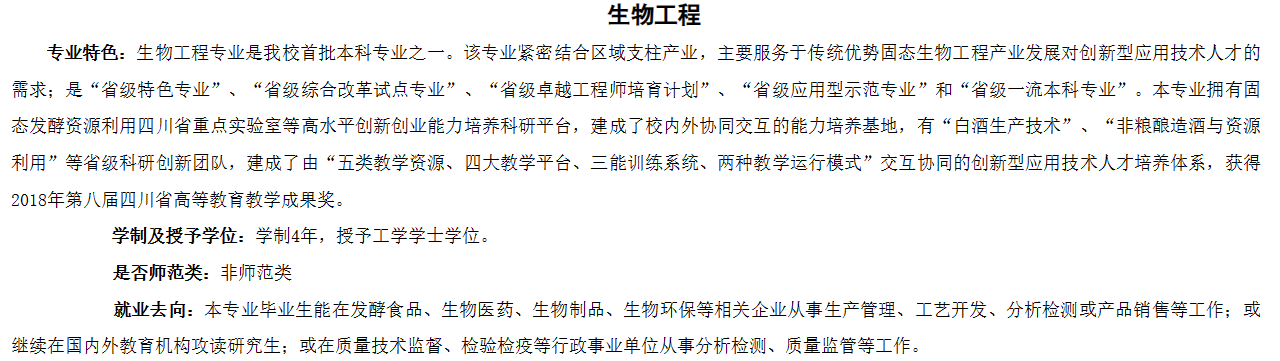 生物工程
专业特色：生物工程专业是我校首批本科专业之一。该专业紧密结合区域支柱产业，主要服务于传统优势固态生物工程产业发展对创新型应用技术人才的
需求；是“省级特色专业”、“省级综合改革试点专业”、“省级卓越工程师培育计划”、“省级应用型示范专业”和“省级一流本科专业”。本专业拥有固
态发酵资源利用四川省重点实验室等高水平创新创业能力培养科研平台，建成了校内外协同交互的能力培养基地，有“白酒生产技术”、“非粮酿造酒与资源
利用”等省级科研创新团队，建成了由“五类教学资源、四大教学平台、三能训练系统、两种教学运行模式”交互协同的创新型应用技术人才培养体系，获得
2018年第八届四川省高等教育教学成果奖。
学制及授予学位：学制4年，授予工学学士学位。
是否师范类：非师范类
就业去向：本专业毕业生能在发酵食品、生物医药、生物制品、生物环保等相关企业从事生产管理、工艺开发、分析检测或产品销售等工作；或
继续在国内外教育机构攻读研究生；或在质量技术监督、检验检疫等行政事业单位从事分析检测、质量监管等工作。